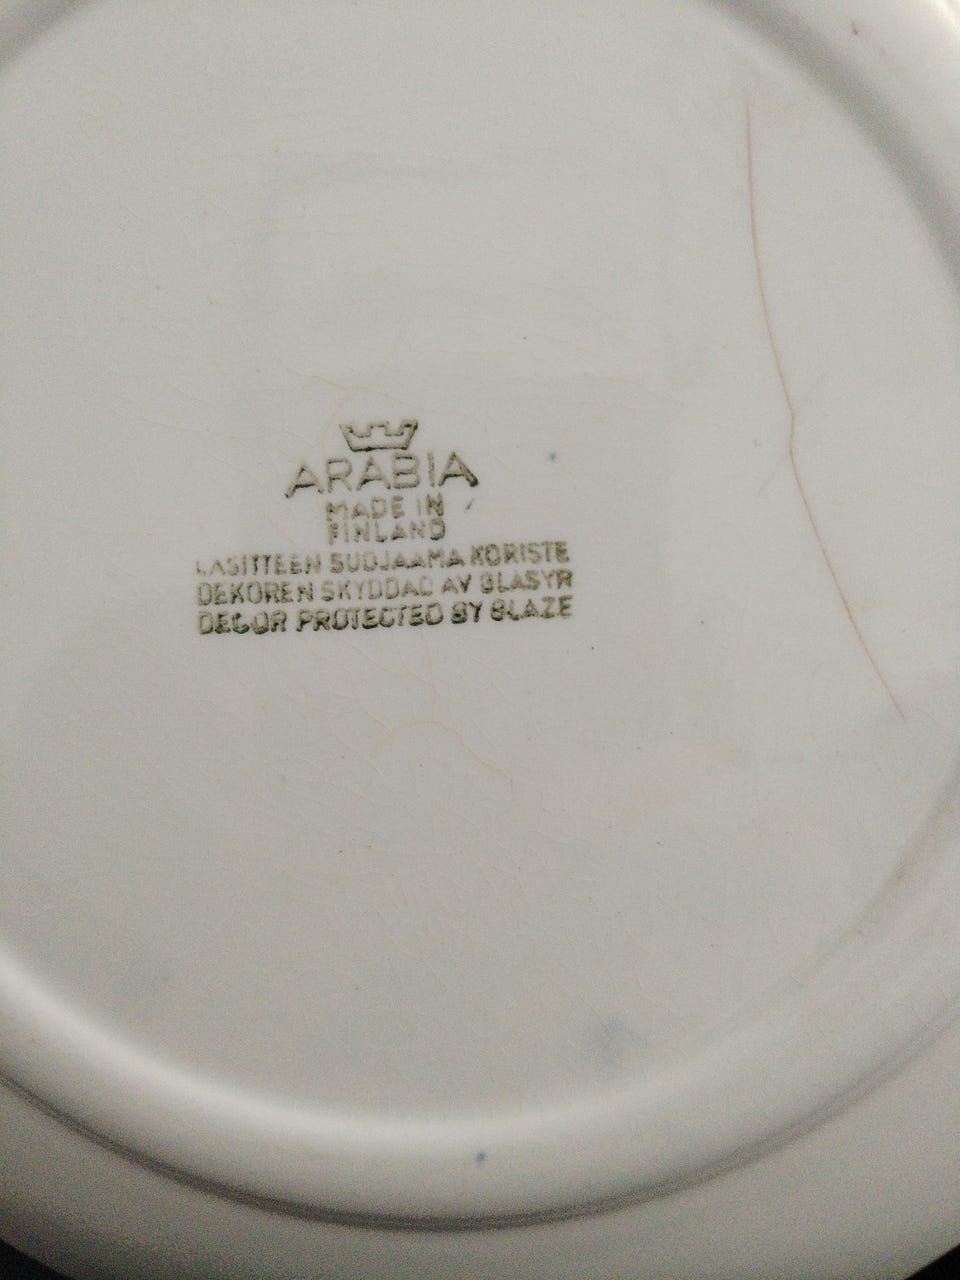 ARABIA
MADE IN
FINLAND
LASITTEEN SUOJAAMA KORISTE
DEKOREN SKYDDAD AV GLASYR
DECOR PROTECTED BY GLAZE